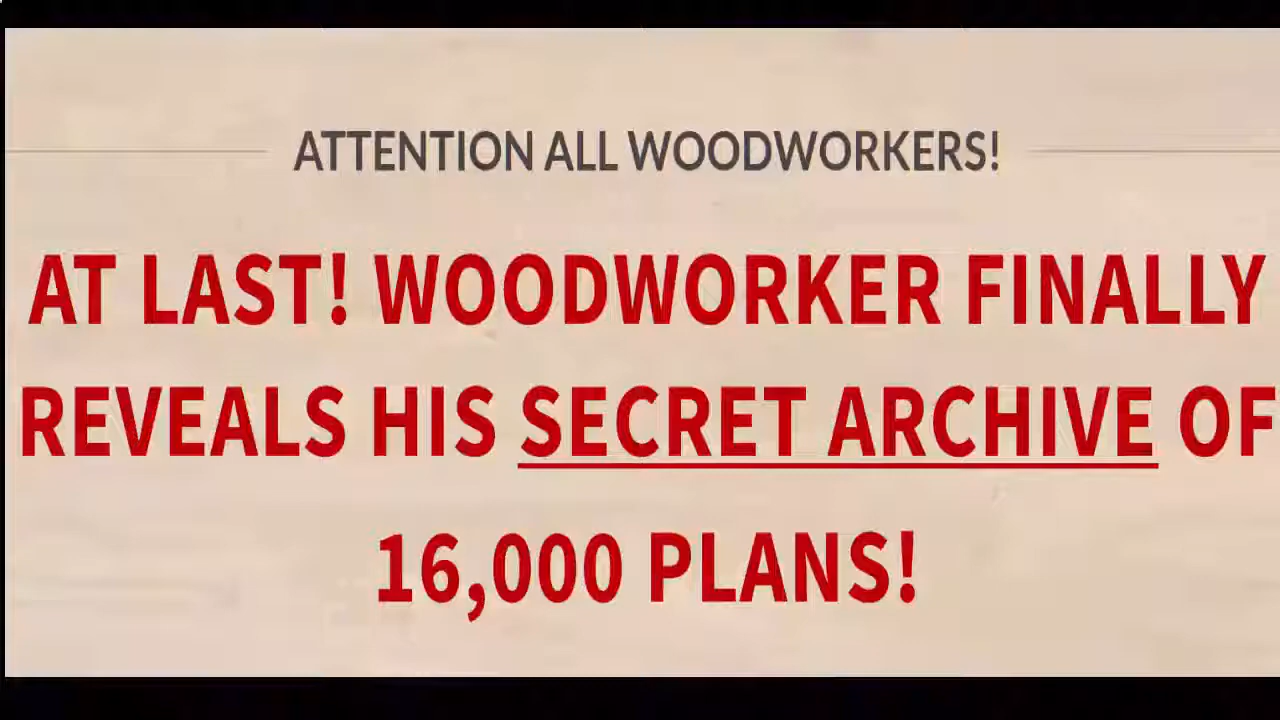 ATTENTION ALL WOODWORKERS!
AT LAST! WOODWORKER FINALLY
REVEALS HIS SECRET ARCHIVE OF
16,000 PLANS!